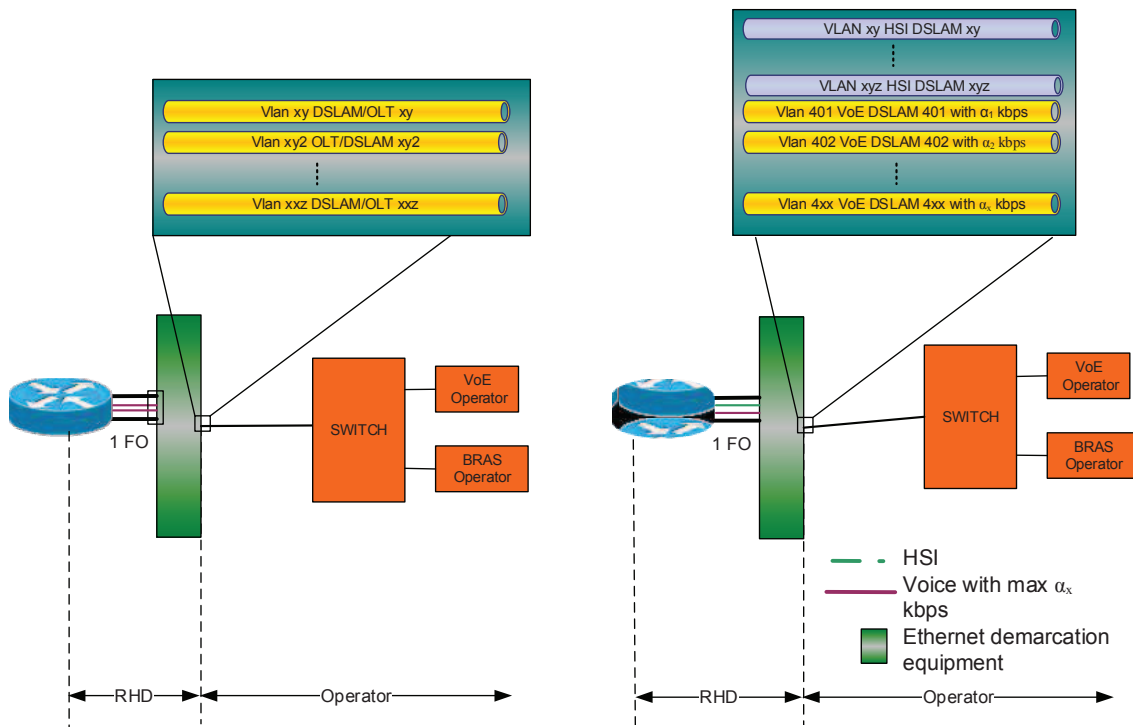 Vlan xy DSLAM/OLT xy
Vlan xy2 OLT/DSLAM xy2
Vlan xxz DSLAM/OLT xxz
1 FO
SWITCH
VoE
Operator
BRAS
Operator
RHD
Operator
VLAN xy HSI DSLAM xy
VLAN xyz HSI DSLAM xyz
Vlan 401 VoE DSLAM 401 with α₁ kbps
Vlan 402 VoE DSLAM 402 with α₂ kbps
Vlan 4xx VoE DSLAM 4xx with αₓ kbps
1 FO
SWITCH
VoE
Operator
BRAS
Operator
HSI
Voice with max αₓ
kbps
Ethernet demarcation
equipment
RHD
Operator